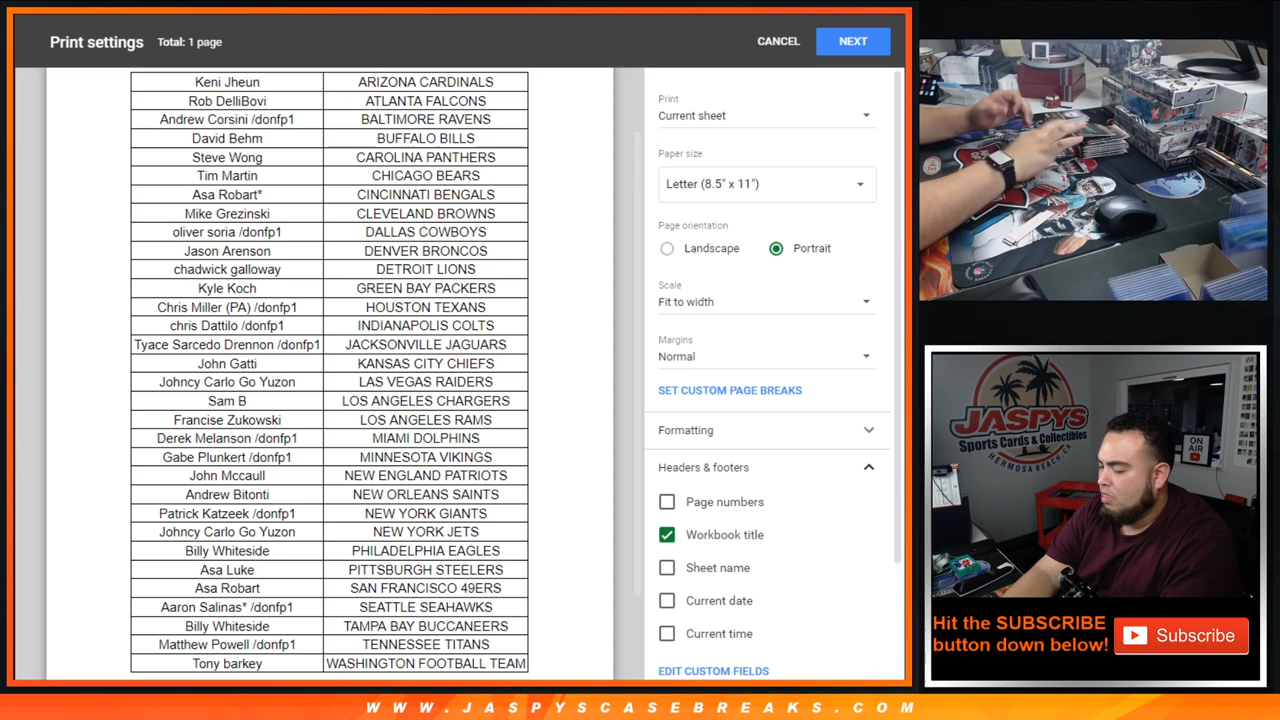 Print settings Total: 1 page CANCEL NEXT
Keni Jheun ARIZONA CARDINALS
Rob DelliBovi ATLANTA FALCONS
Andrew Corsini /donfp1 BALTIMORE RAVENS
David Behm BUFFALO BILLS
Steve Wong CAROLINA PANTHERS
Tim Martin CHICAGO BEARS
Asa Robart* CINCINNATI BENGALS
Mike Grezinski CLEVELAND BROWNS
oliver soria /donfp1 DALLAS COWBOYS
Jason Arenson DENVER BRONCOS
chadwick galloway DETROIT LIONS
Kyle Koch GREEN BAY PACKERS
Chris Miller (PA) /donfp1 HOUSTON TEXANS
chris Dattilo /donfp1 INDIANAPOLIS COLTS
Tyace Sarcedo Drennon /donfp1 JACKSONVILLE JAGUARS
John Gatti KANSAS CITY CHIEFS
Johncy Carlo Go Yuzon LAS VEGAS RAIDERS
Sam B LOS ANGELES CHARGERS
Francise Zukowski LOS ANGELES RAMS
Derek Melanson /donfp1 MIAMI DOLPHINS
Gabe Plunkert /donfp1 MINNESOTA VIKINGS
John Mccaull NEW ENGLAND PATRIOTS
Andrew Bitonti NEW ORLEANS SAINTS
Patrick Katzeek /donfp1 NEW YORK GIANTS
Johncy Carlo Go Yuzon NEW YORK JETS
Billy Whiteside PHILADELPHIA EAGLES
Asa Luke PITTSBURGH STEELERS
Asa Robart SAN FRANCISCO 49ERS
Aaron Salinas* /donfp1 SEATTLE SEAHAWKS
Billy Whiteside TAMPA BAY BUCCANEERS
Matthew Powell /donfp1 TENNESSEE TITANS
Tony barkey WASHINGTON FOOTBALL TEAM
Print
Current sheet
Paper size
Letter (8.5" x 11")
Page orientation
Landscape Portrait
Scale
Fit to width
Margins
Normal
SET CUSTOM PAGE BREAKS
Formatting
Headers & footers
Page numbers
Workbook title
Sheet name
Current date
Current time
EDIT CUSTOM FIELDS
JASPYS
Sports Cards & Collectibles
HERMOSA BEACH, CA
ON
AIR
Hit the SUBSCRIBE
button down below!
Subscribe
WWW.JASPYSCASEBREAKS.COM